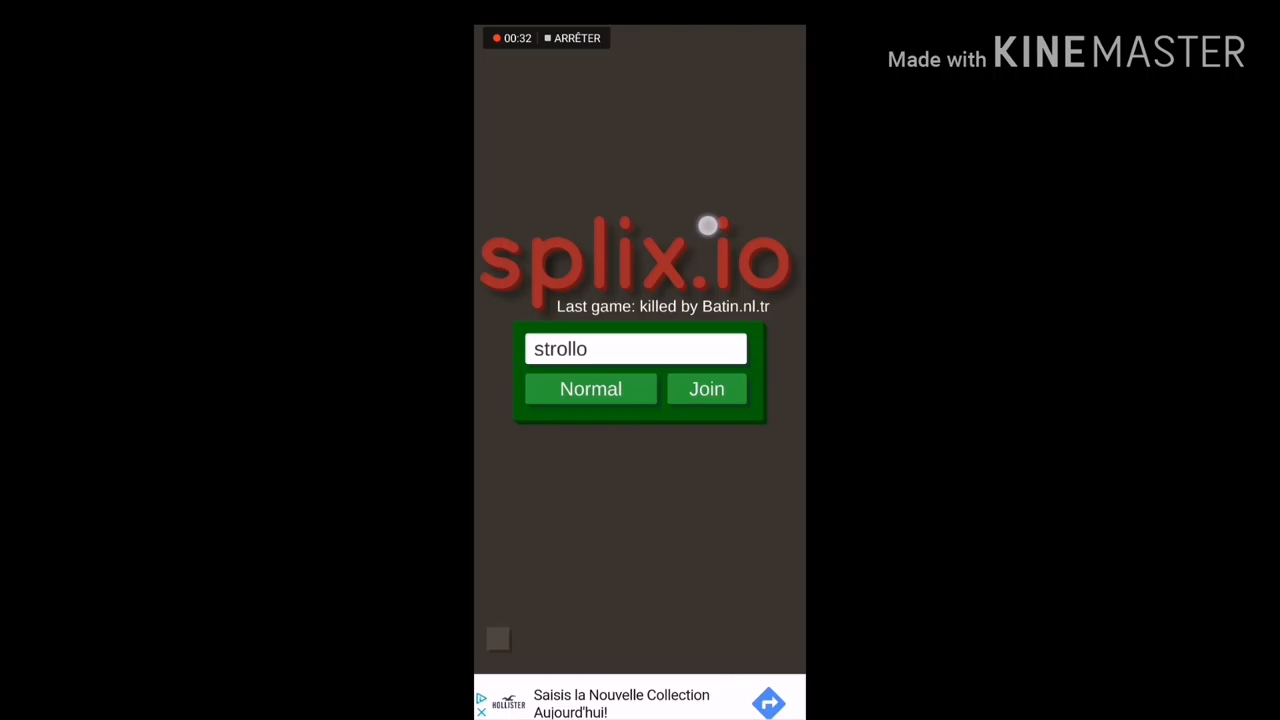 00:32 ARRÊTER
Made with KINEMASTER
splix.io
Last game: killed by Batin.nl.tr
strollo
Normal Join
HOLLISTER
Saisis la Nouvelle Collection
Aujourd'hui!